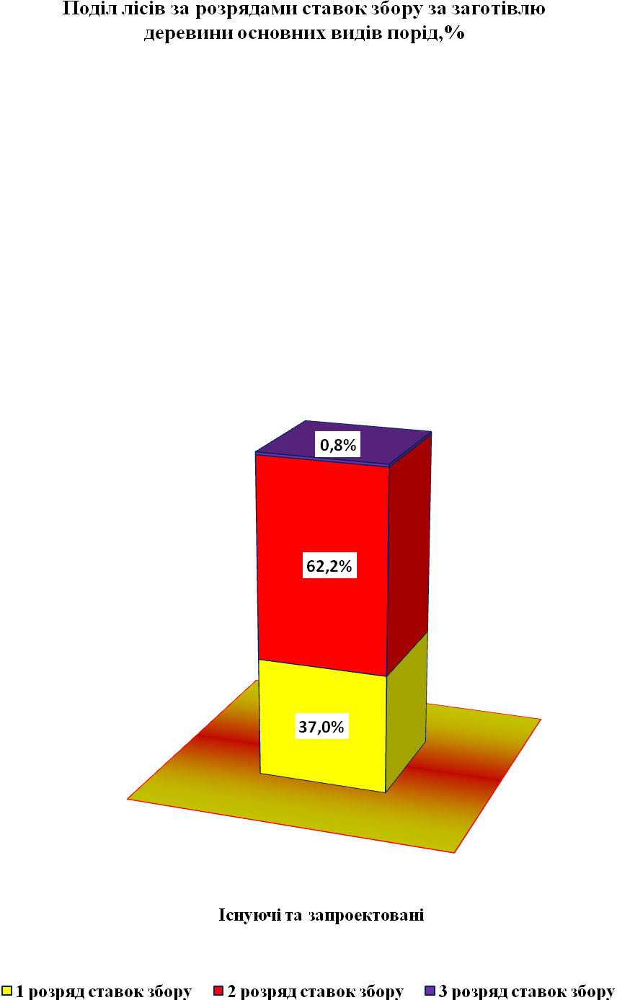 Поділ лісів за розрядами ставок збору за заготівлю
деревини основних видів порід,%
0,8%
62,2%
37,0%
Існуючі та запроектовані
1 розряд ставок збору 2 розряд ставок збору 3 розряд ставок збору